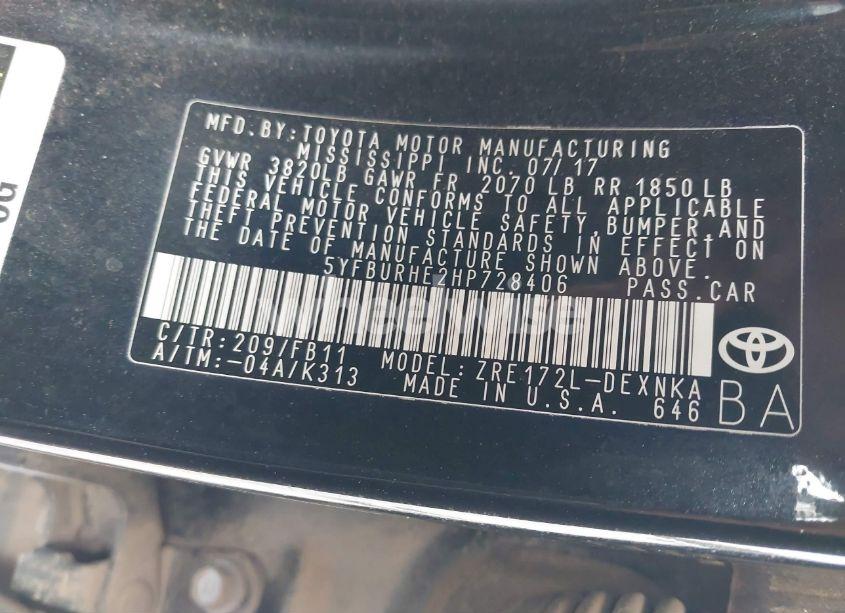 MFD.BY:TOYOTA MOTOR MANUFACTURING
MISSISSIPPI INC. 07/17
GVWR 3820LB GAWR FR 2070 LB RR 1850LB
THIS VEHICLE CONFORMS TO ALL APPLICABLE
FEDERAL MOTOR VEHICLE SAFETY, BUMPER, AND
THEFT PREVENTION STANDARDS IN EFFECT ON
THE DATE OF MANUFACTURE SHOWN ABOVE.
5YFBURHE2HP728406 PASS.CAR
wheelwise
C/TR:209/FB11 MODEL: ZRE172L-DEXNKA
A/TM:-04A/K313 MADE IN U.S.A. 646
BA